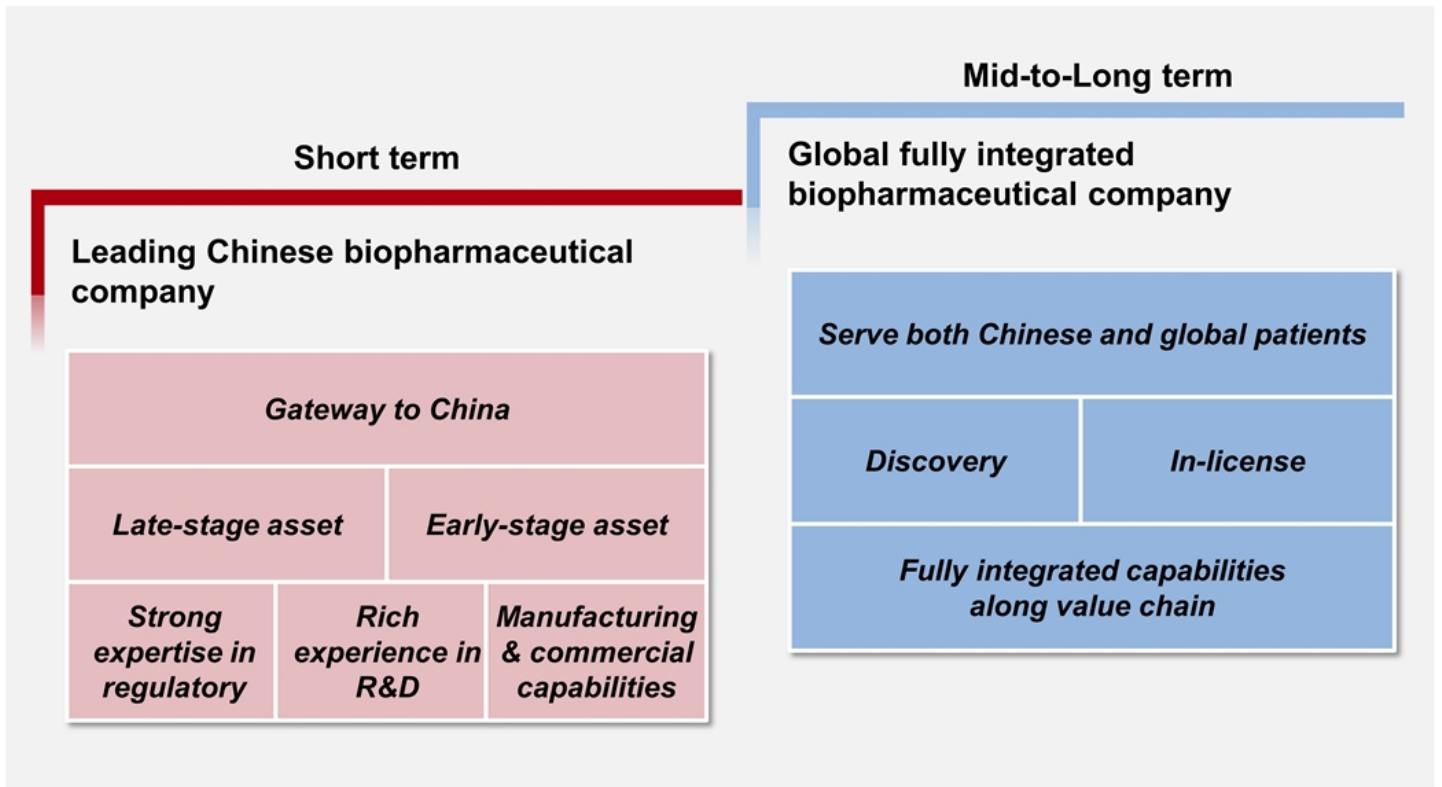 Short term
Leading Chinese biopharmaceutical
company
Gateway to China
Late-stage asset
Early-stage asset
Strong
expertise in
regulatory
Rich
experience in
R&D
Manufacturing
& commercial
capabilities
Mid-to-Long term
Global fully integrated
biopharmaceutical company
Serve both Chinese and global patients
Discovery
In-license
Fully integrated capabilities
along value chain